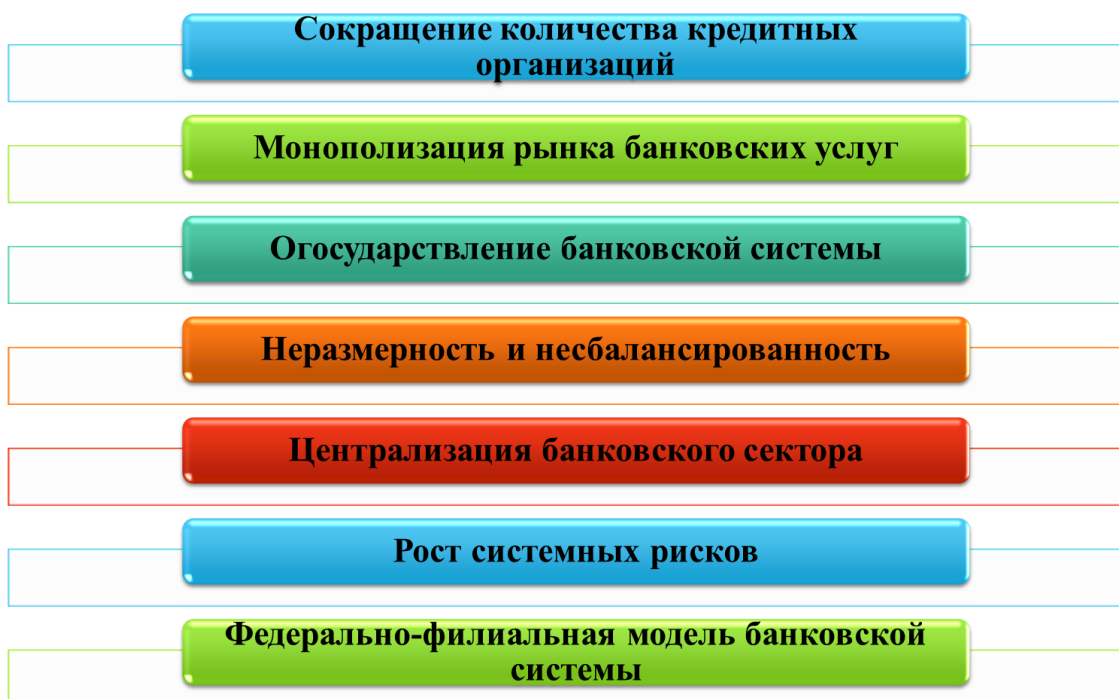 Сокращение количества кредитных
организаций
Монополизация рынка банковских услуг
Огосударствление банковской системы
Неразмерность и несбалансированность
Централизация банковского сектора
Рост системных рисков
Федерально-филиальная модель банковской
системы